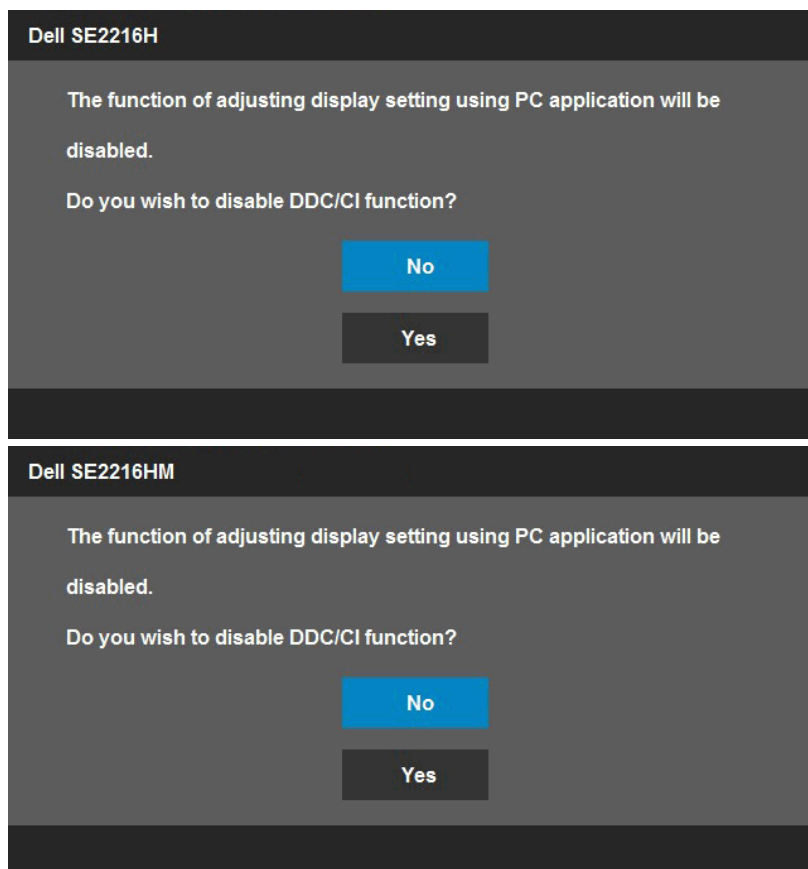 Dell SE2216H
The function of adjusting display setting using PC application will be
disabled.
Do you wish to disable DDC/CI function?
No
Yes
Dell SE2216HM
The function of adjusting display setting using PC application will be
disabled.
Do you wish to disable DDC/CI function?
No
Yes